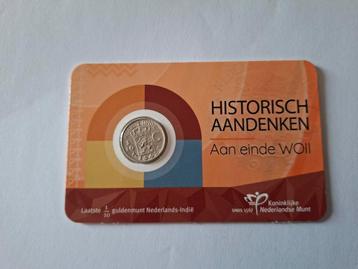 HISTORISCH
AANDENKEN
Aan einde WOII
Laatste 1/10 guldenmunt Nederlands-Indië
Koninklijke
Nederlandse Munt